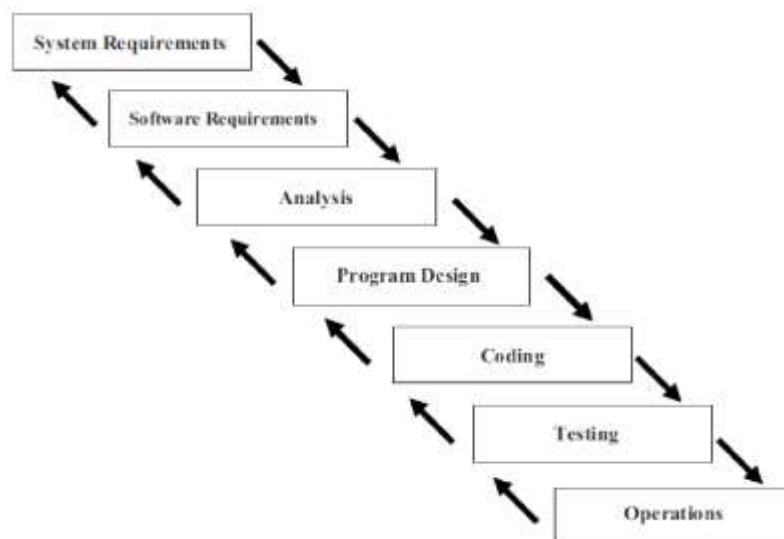 System Requirements
Software Requirements
Analysis
Program Design
Coding
Testing
Operations